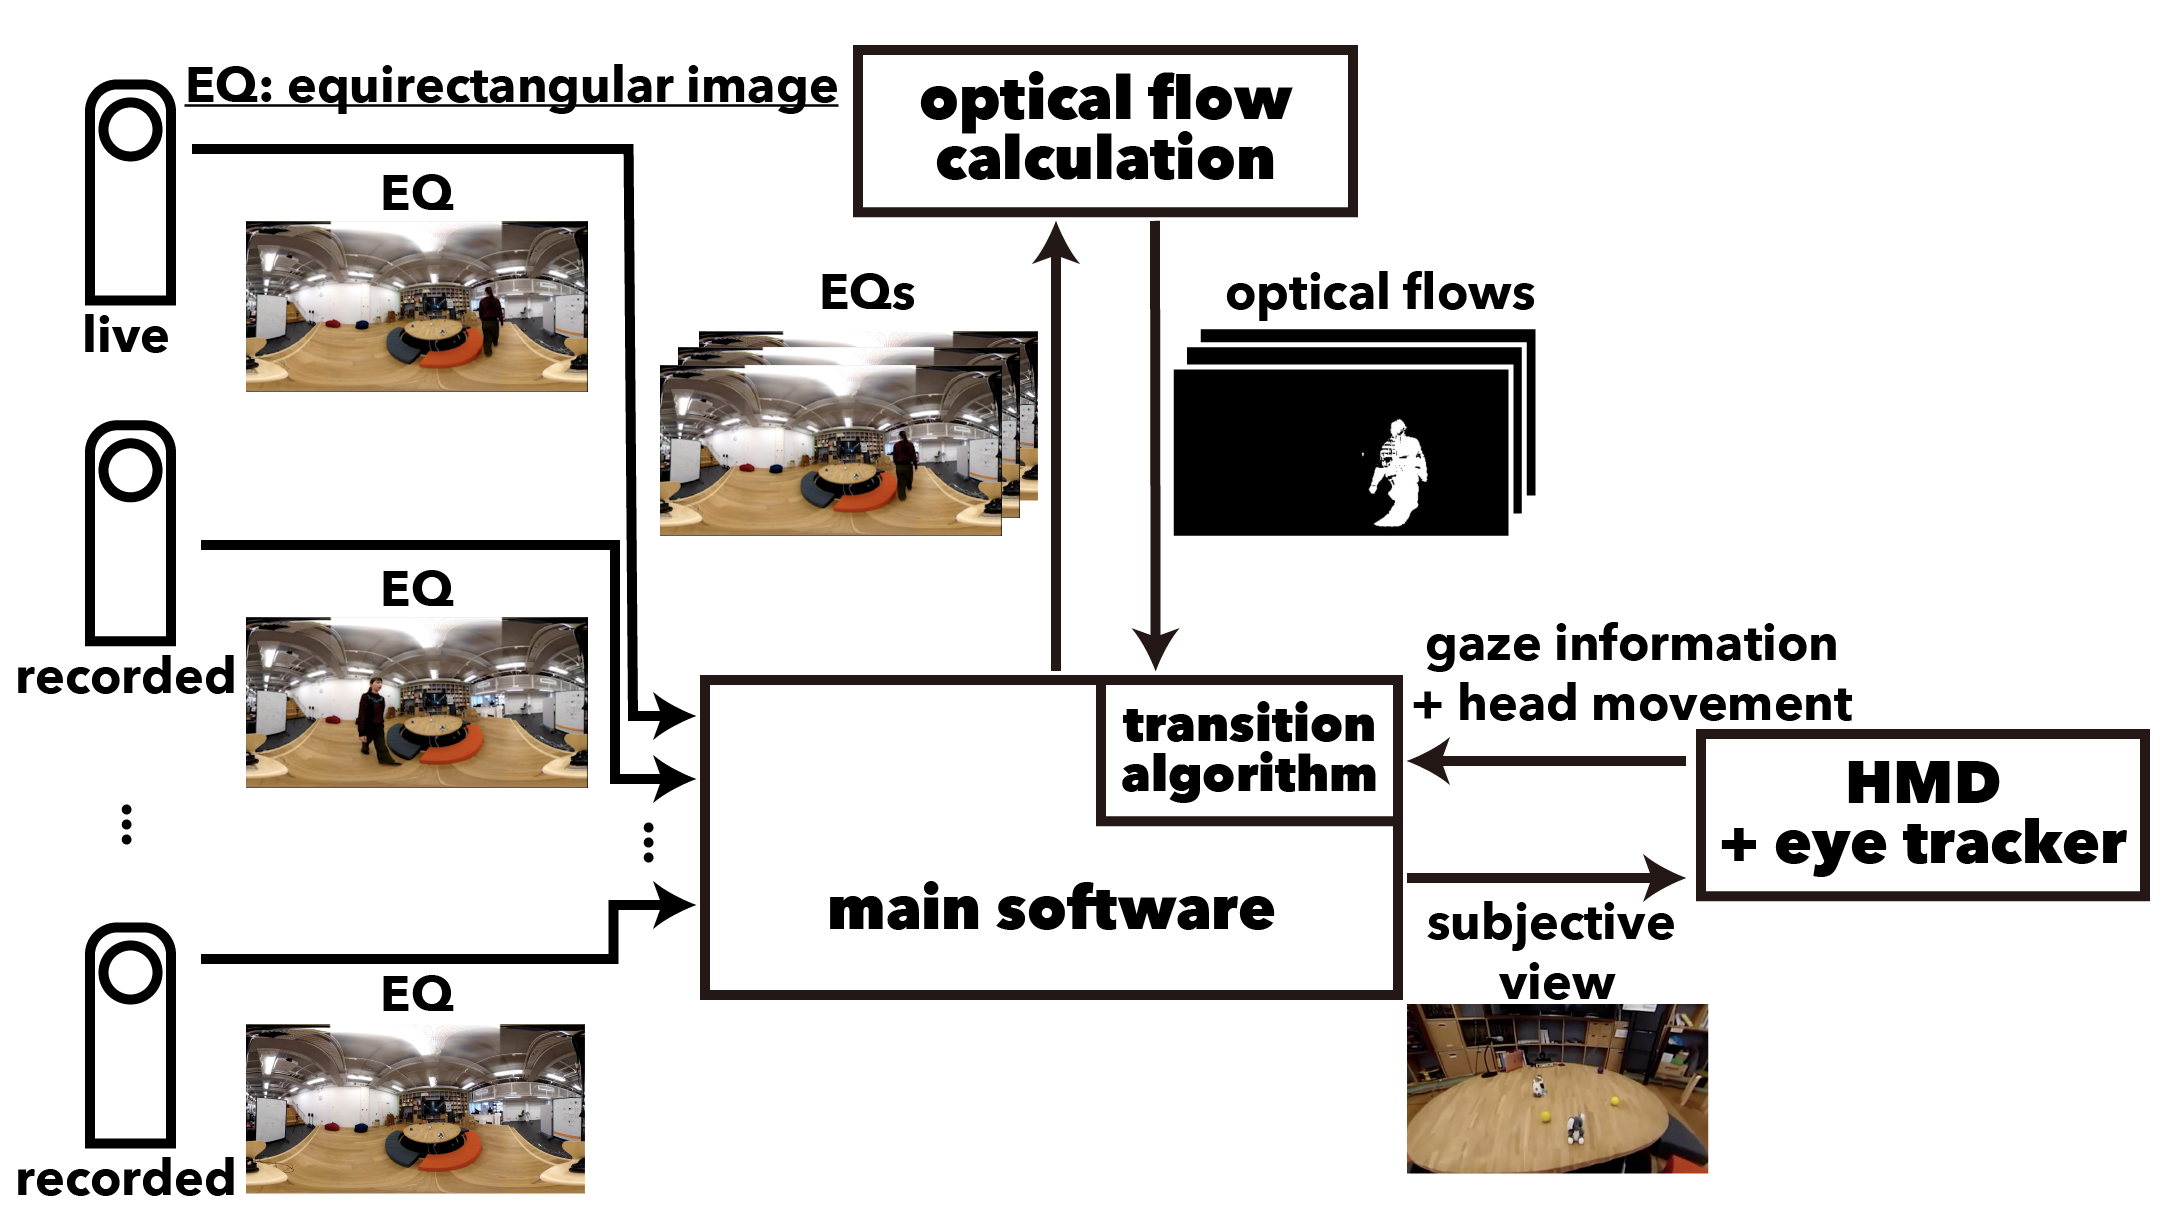 EQ: equirectangular image
optical flow
calculation
EQ
live
EQs
optical flows
EQ
recorded
gaze information
+ head movement
transition
algorithm
HMD
+ eye tracker
main software
subjective
view
EQ
recorded